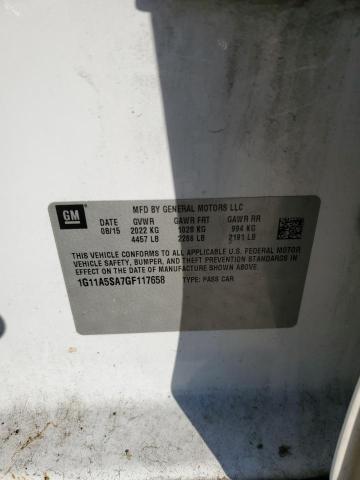 GM
MFD BY GENERAL MOTORS LLC
DATE GVWR GAWR FRT GAWR RR
08/15 2022 KG 1028 KG 994 KG
4457 LB 2266 LB 2191 LB
THIS VEHICLE CONFORMS TO ALL APPLICABLE U.S. FEDERAL MOTOR
VEHICLE SAFETY, BUMPER, AND THEFT PREVENTION STANDARDS IN
EFFECT ON THE DATE OF MANUFACTURE SHOWN ABOVE.
1G11A5SA7GF117658 TYPE: PASS CAR